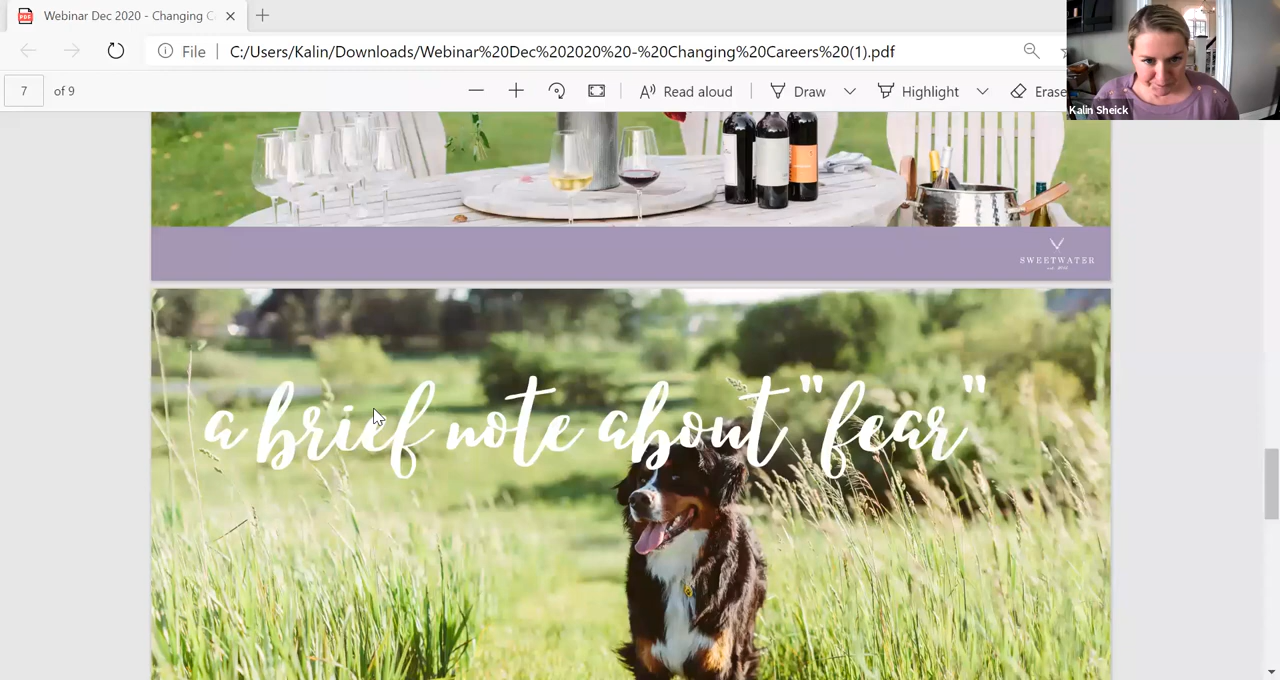 Webinar Dec 2020 - Changing C
File
C:/Users/Kalin/Downloads/Webinar%20Dec%202020%20-%20Changing%20Careers%20(1).pdf
7 of 9
Read aloud
Draw
Highlight
Erase
Kalin Sheick
SWEETWATER
a brief note about "fear"